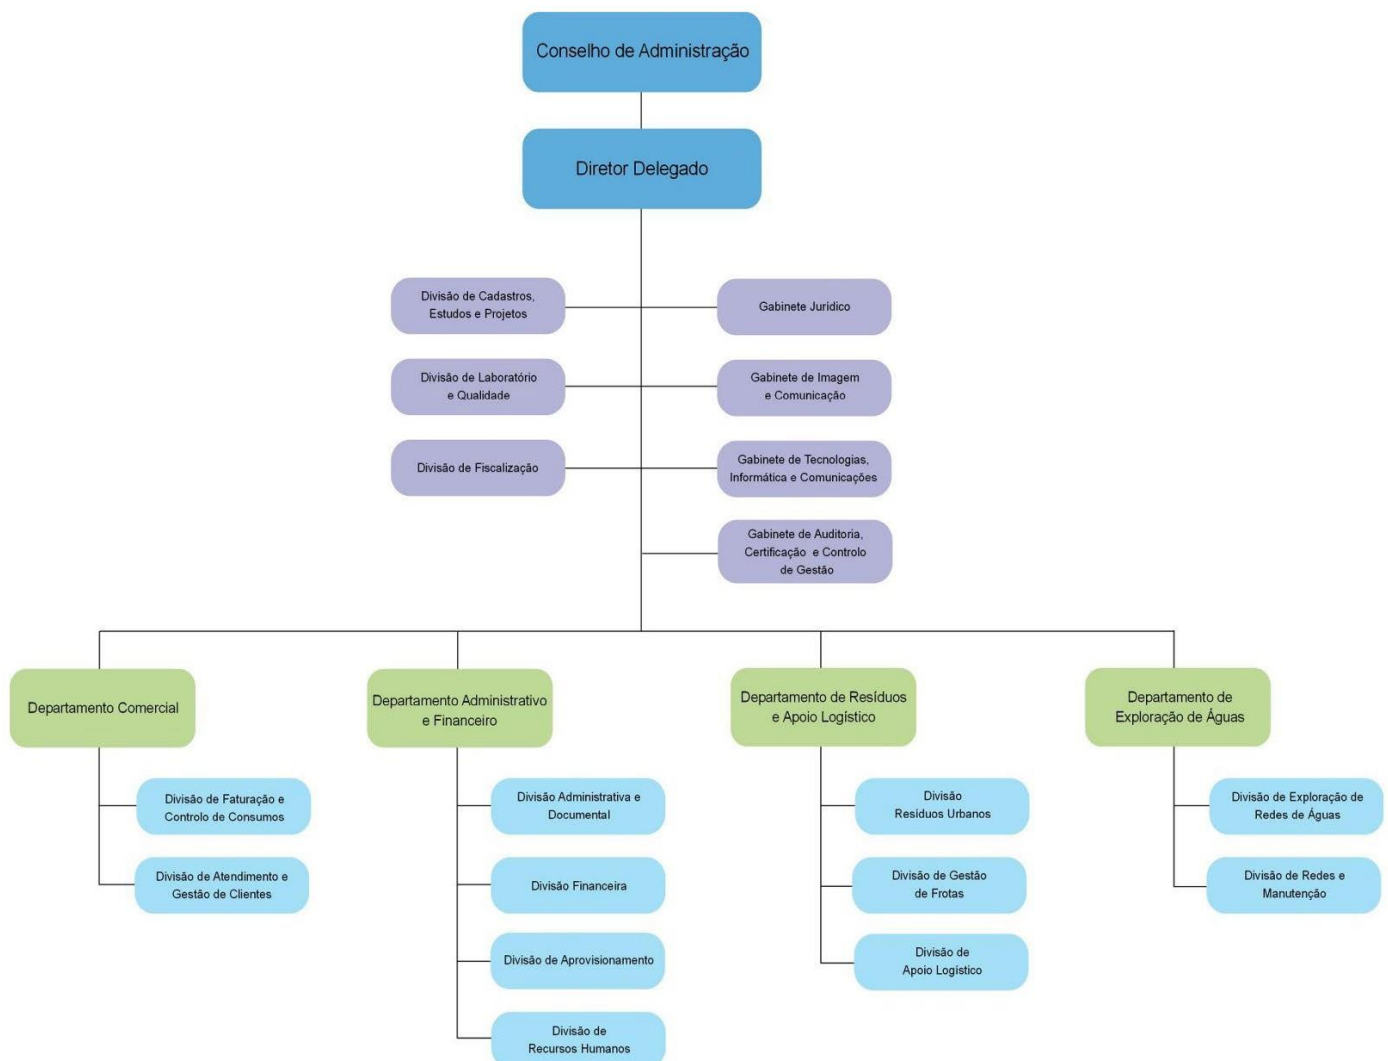 Conselho de Administração
Diretor Delegado
Divisão de Cadastros,
Estudos e Projetos
Gabinete Jurídico
Divisão de Laboratório
e Qualidade
Gabinete de Imagem
e Comunicação
Divisão de Fiscalização
Gabinete de Tecnologias,
Informática e Comunicações
Gabinete de Auditoria,
Certificação e Controlo
de Gestão
Departamento Comercial
Departamento Administrativo
e Financeiro
Departamento de Resíduos
e Apoio Logístico
Departamento de
Exploração de Águas
Divisão de Faturação e
Controlo de Consumos
Divisão de Atendimento e
Gestão de Clientes
Divisão Administrativa e
Documental
Divisão Financeira
Divisão de Aprovisionamento
Divisão de
Recursos Humanos
Divisão
Resíduos Urbanos
Divisão de Gestão
de Frotas
Divisão de
Apoio Logístico
Divisão de Exploração de
Redes de Águas
Divisão de Redes e
Manutenção